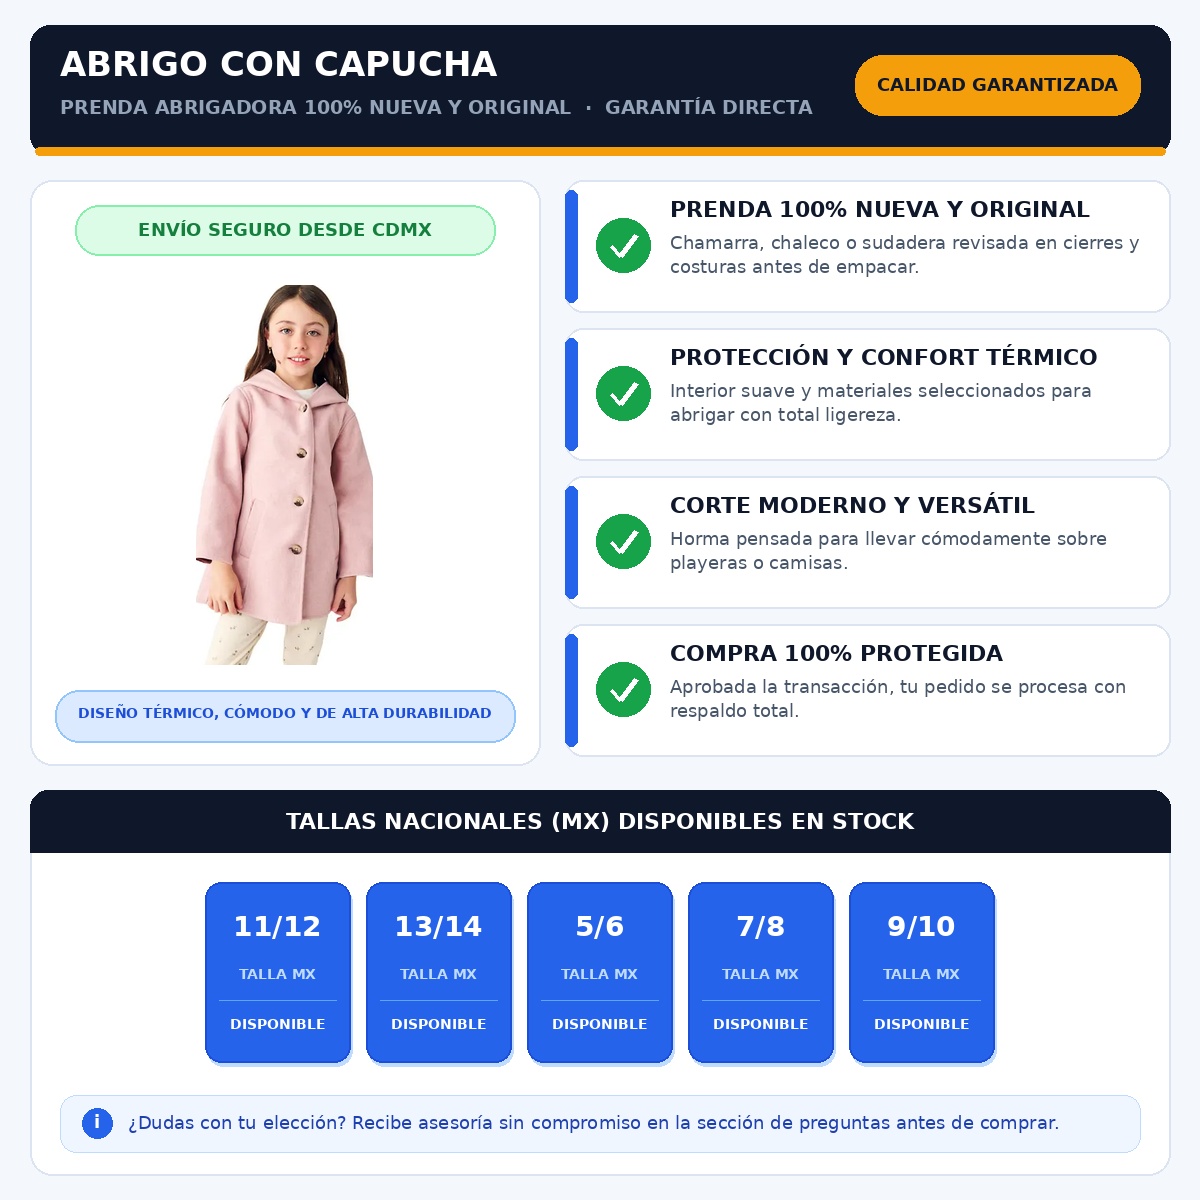 ABRIGO CON CAPUCHA
PRENDA ABRIGADORA 100% NUEVA Y ORIGINAL · GARANTÍA DIRECTA
CALIDAD GARANTIZADA
ENVÍO SEGURO DESDE CDMX
DISEÑO TÉRMICO, CÓMODO Y DE ALTA DURABILIDAD
PRENDA 100% NUEVA Y ORIGINAL
Chamarra, chaleco o sudadera revisada en cierres y
costuras antes de empacar.
PROTECCIÓN Y CONFORT TÉRMICO
Interior suave y materiales seleccionados para
abrigar con total ligereza.
CORTE MODERNO Y VERSÁTIL
Horma pensada para llevar cómodamente sobre
playeras o camisas.
COMPRA 100% PROTEGIDA
Aprobada la transacción, tu pedido se procesa con
respaldo total.
TALLAS NACIONALES (MX) DISPONIBLES EN STOCK
11/12
TALLA MX
DISPONIBLE
13/14
TALLA MX
DISPONIBLE
5/6
TALLA MX
DISPONIBLE
7/8
TALLA MX
DISPONIBLE
9/10
TALLA MX
DISPONIBLE
i ¿Dudas con tu elección? Recibe asesoría sin compromiso en la sección de preguntas antes de comprar.